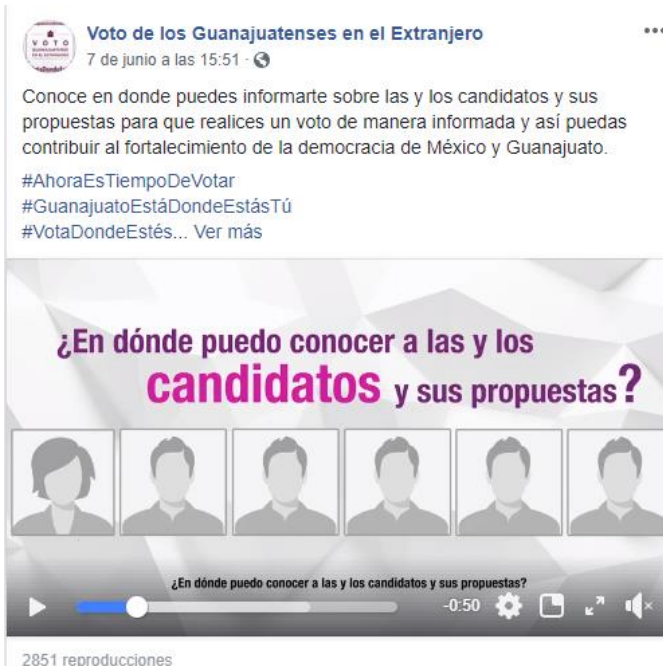 VOTO
Voto de los Guanajuatenses en el Extranjero
7 de junio a las 15:51 ·
Conoce en donde puedes informarte sobre las y los candidatos y sus
propuestas para que realices un voto de manera informada y así puedas
contribuir al fortalecimiento de la democracia de México y Guanajuato.
#AhoraEsTiempoDeVotar
#GuanajuatoEstáDondeEstásTú
#VotaDondeEstés... Ver más
¿En dónde puedo conocer a las y los
candidatos y sus propuestas?
¿En dónde puedo conocer a las y los candidatos y sus propuestas?
-0:50
2851 reproducciones